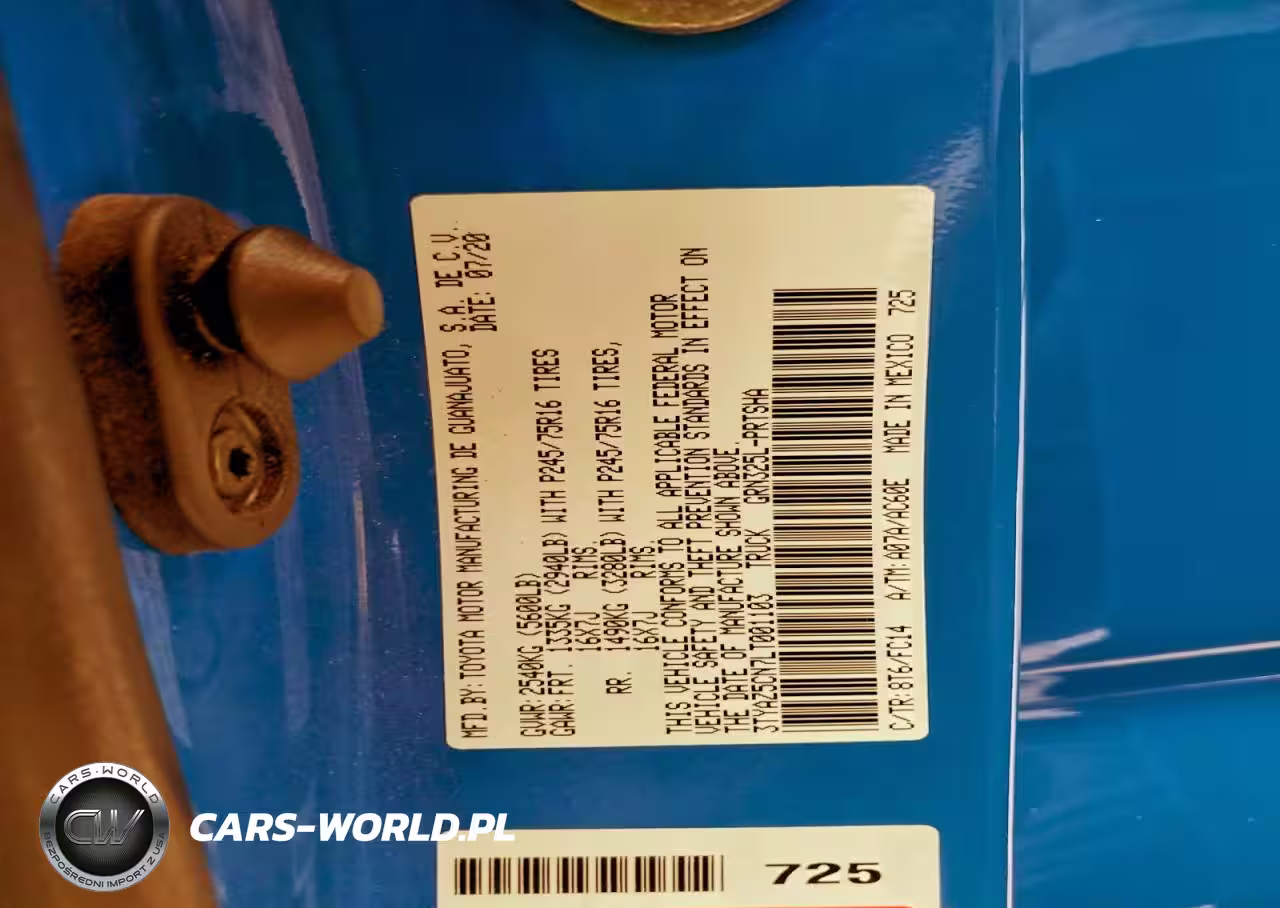 MFD.BY:TOYOTA MOTOR MANUFACTURING DE GUANAJUATO, S.A. DE C.V.
DATE: 07/20
GVWR:2540KG (5600LB)
GAWR:FRT. 1335KG (2940LB) WITH P245/75R16 TIRES
16X7J RIMS.
RR. 1490KG (3280LB) WITH P245/75R16 TIRES,
16X7J RIMS.
THIS VEHICLE CONFORMS TO ALL APPLICABLE FEDERAL MOTOR
VEHICLE SAFETY AND THEFT PREVENTION STANDARDS IN EFFECT ON
THE DATE OF MANUFACTURE SHOWN ABOVE.
3TYAZ5CN7LT001103 TRUCK GRN325L-PRTSHA
C/TR:8T6/FC14 A/TM:A07A/AC60E MADE IN MEXICO 725
725
CARS-WORLD
CW
BEZPOŚREDNI IMPORT Z USA
CARS-WORLD.PL